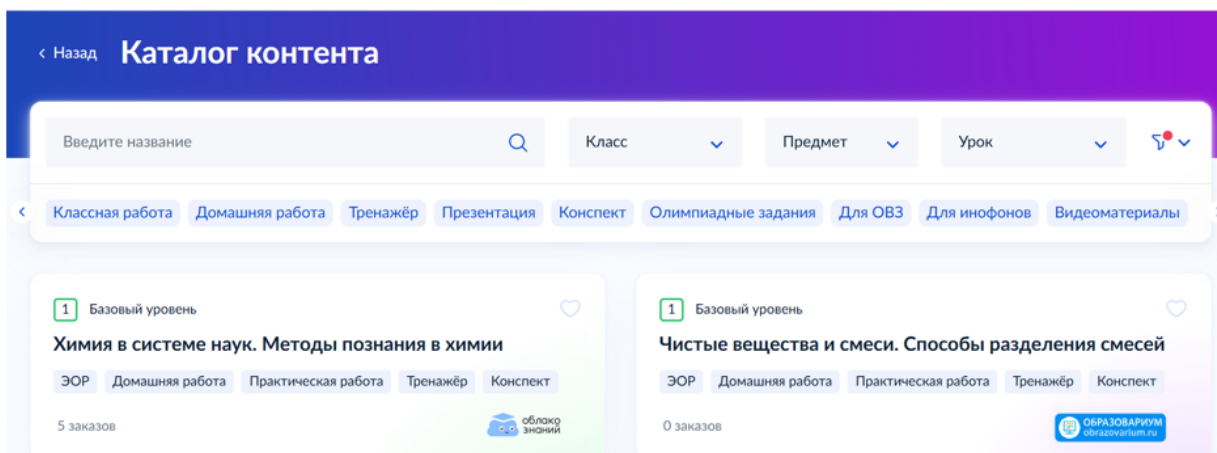 ‹ Назад Каталог контента
Введите название Класс Предмет Урок
Классная работа Домашняя работа Тренажёр Презентация Конспект Олимпиадные задания Для ОВЗ Для инофонов Видеоматериалы
1 Базовый уровень
Химия в системе наук. Методы познания в химии
ЭОР Домашняя работа Практическая работа Тренажёр Конспект
5 заказов
облако
знаний
1 Базовый уровень
Чистые вещества и смеси. Способы разделения смесей
ЭОР Домашняя работа Практическая работа Тренажёр Конспект
0 заказов
ОБРАЗОВАРИУМ
obrazovarium.ru